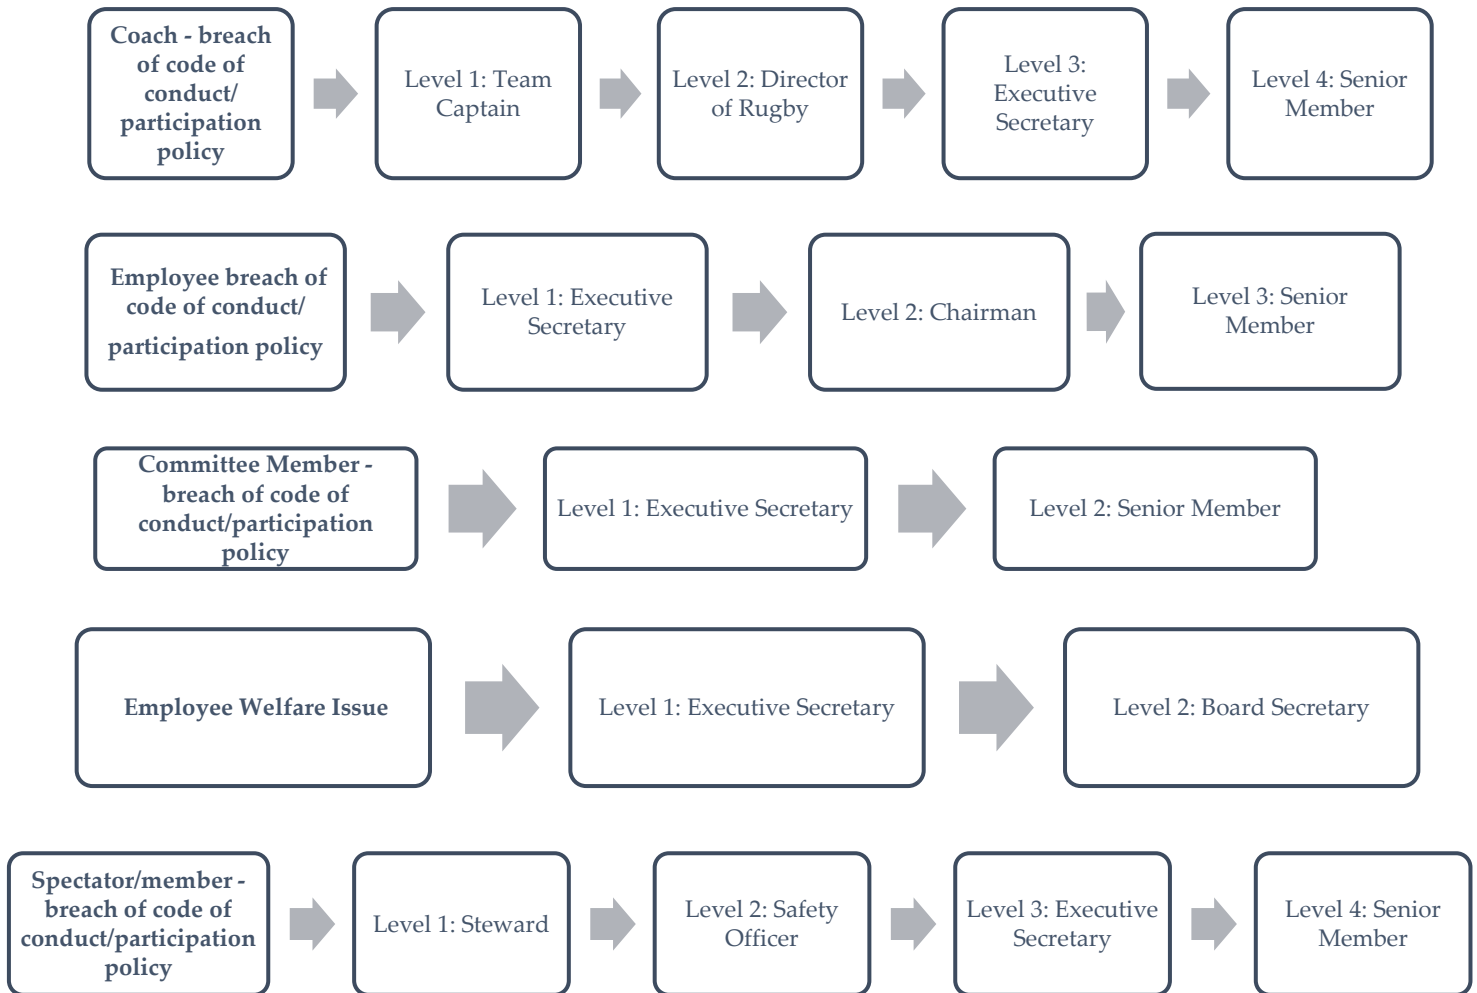 Coach - breach
of code of
conduct/
participation
policy
Level 1: Team
Captain
Level 2: Director
of Rugby
Level 3:
Executive
Secretary
Level 4: Senior
Member
Employee breach of
code of conduct/
participation policy
Level 1: Executive
Secretary
Level 2: Chairman
Level 3: Senior
Member
Committee Member -
breach of code of
conduct/participation
policy
Level 1: Executive Secretary
Level 2: Senior Member
Employee Welfare Issue
Level 1: Executive Secretary
Level 2: Board Secretary
Spectator/member -
breach of code of
conduct/participation
policy
Level 1: Steward
Level 2: Safety
Officer
Level 3: Executive
Secretary
Level 4: Senior
Member